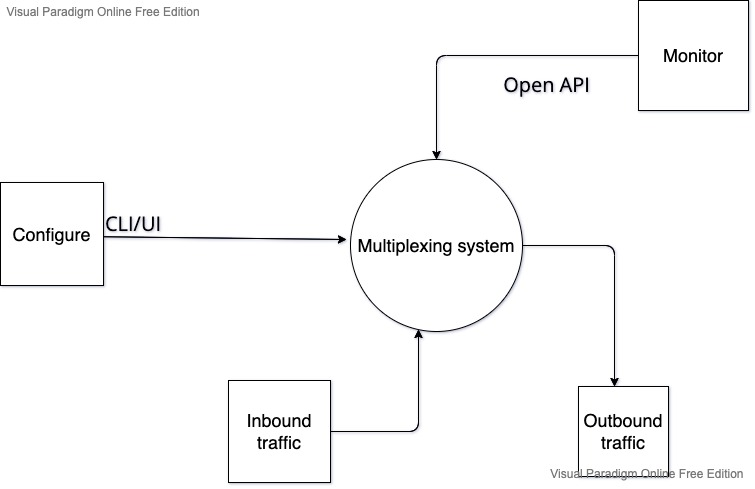 Visual Paradigm Online Free Edition
Monitor
Open API
CLI/UI
Configure
Multiplexing system
Inbound
traffic
Outbound
traffic
Visual Paradigm Online Free Edition